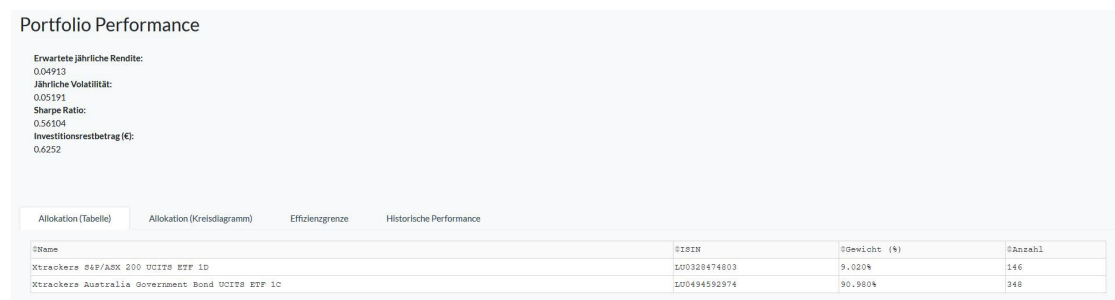 Portfolio Performance
Erwartete jährliche Rendite:
0.04913
Jährliche Volatilität:
0.05191
Sharpe Ratio:
0.56104
Investitionsrestbetrag (€):
0.6252
Allokation (Tabelle) Allokation (Kreisdiagramm) Effizienzgrenze Historische Performance
Name ISIN Gewicht (%) Anzahl
Xtrackers S&P/ASX 200 UCITS ETF 1D LU0328474803 9.020% 146
Xtrackers Australia Government Bond UCITS ETF 1C LU0494592974 90.980% 348